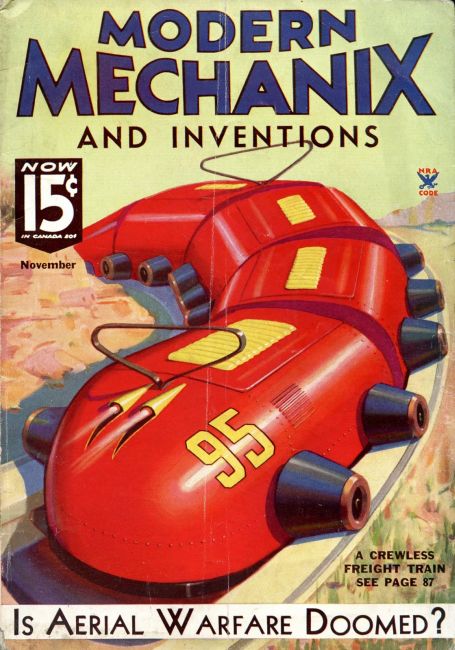 MODERN
MECHANIX
AND INVENTIONS
NOW
15¢
IN CANADA 20¢
NRA
CODE
November
95
A CREWLESS
FREIGHT TRAIN
SEE PAGE 87
IS AERIAL WARFARE DOOMED?